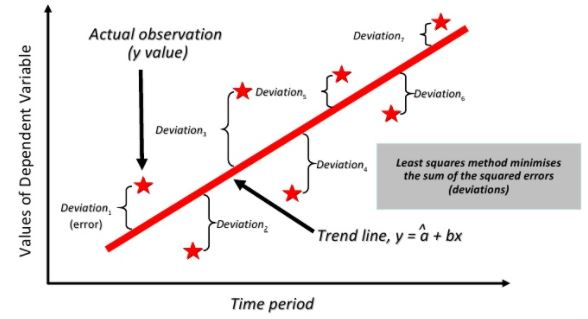 Actual observation
(y value)
Deviation₇
Deviation₅
Deviation₆
Deviation₃
Deviation₄
Least squares method minimises
the sum of the squared errors
(deviations)
Deviation₁
(error)
Deviation₂
Trend line, y = â + bx
Values of Dependent Variable
Time period